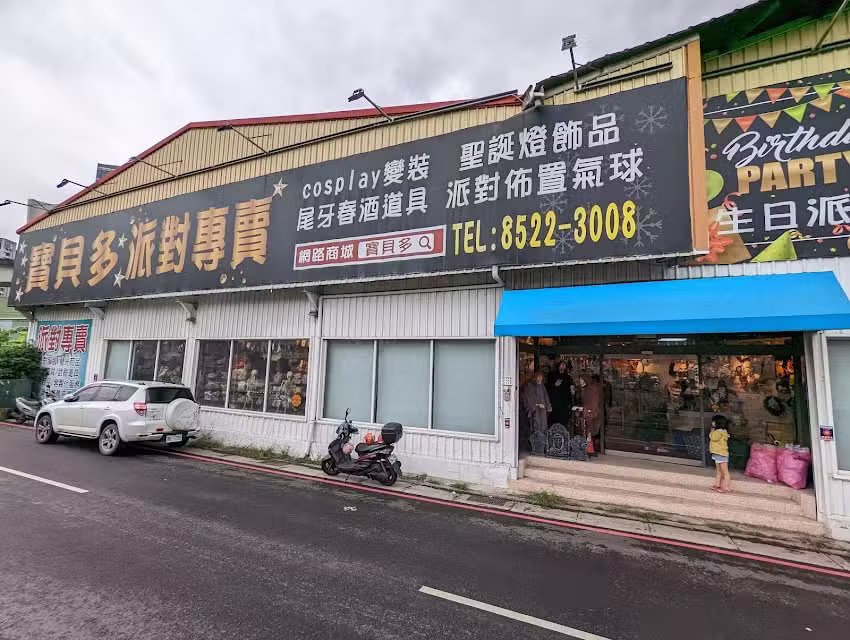 寶貝多 派對專賣
cosplay變裝 聖誕燈飾品
尾牙春酒道具 派對佈置氣球
網路商城 寶貝多
TEL:8522-3008
Birthda
PARTY
生日派
派對專賣